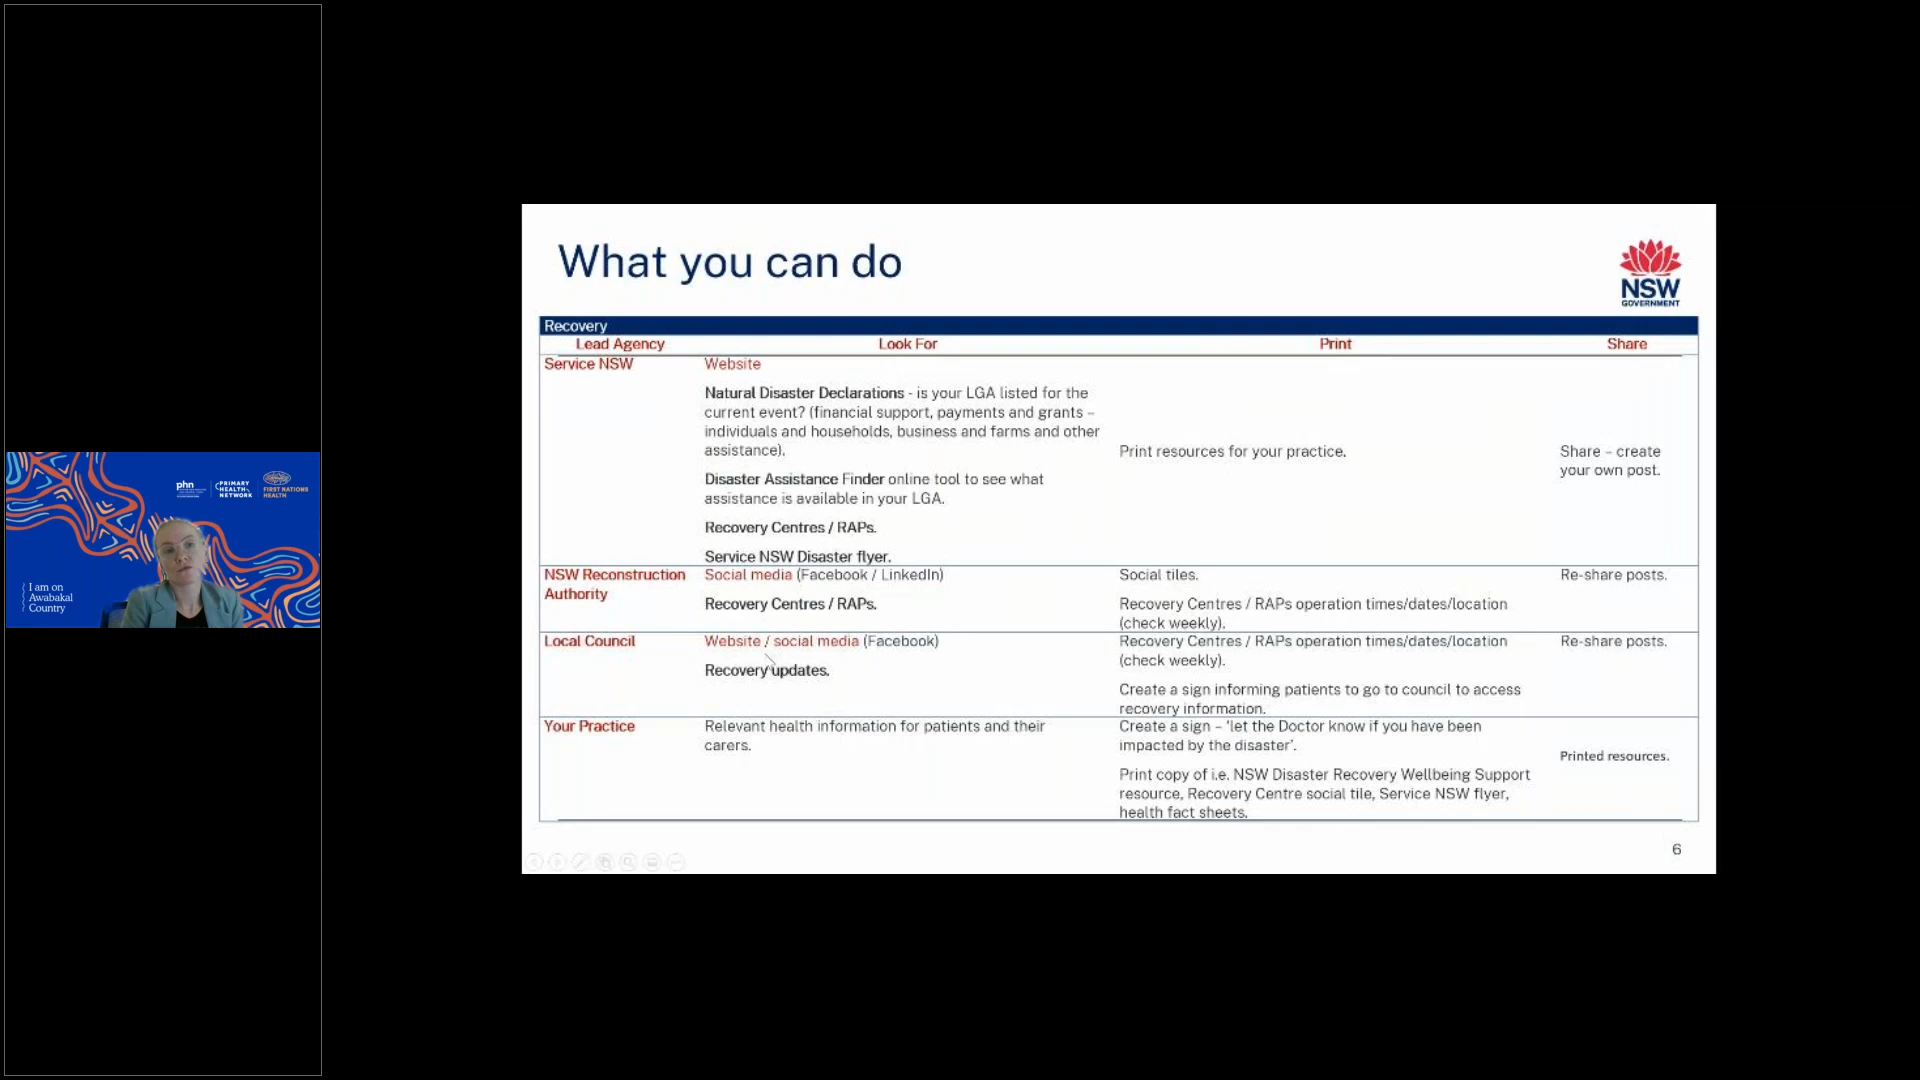 phn
PRIMARY
HEALTH
NETWORK
FIRST NATIONS
HEALTH
I am on
Awabakal
Country
What you can do
NSW
GOVERNMENT
Recovery
Lead Agency Look For Print Share
Service NSW Website
Natural Disaster Declarations - is your LGA listed for the
current event? (financial support, payments and grants –
individuals and households, business and farms and other
assistance).
Disaster Assistance Finder online tool to see what
assistance is available in your LGA.
Recovery Centres / RAPs.
Service NSW Disaster flyer.
Print resources for your practice.
Share – create
your own post.
NSW Reconstruction
Authority
Social media (Facebook / LinkedIn)
Recovery Centres / RAPs.
Social tiles.
Recovery Centres / RAPs operation times/dates/location
(check weekly).
Re-share posts.
Local Council
Website / social media (Facebook)
Recovery updates.
Recovery Centres / RAPs operation times/dates/location
(check weekly).
Create a sign informing patients to go to council to access
recovery information.
Re-share posts.
Your Practice
Relevant health information for patients and their
carers.
Create a sign – ‘let the Doctor know if you have been
impacted by the disaster’.
Print copy of i.e. NSW Disaster Recovery Wellbeing Support
resource, Recovery Centre social tile, Service NSW flyer,
health fact sheets.
Printed resources.
6